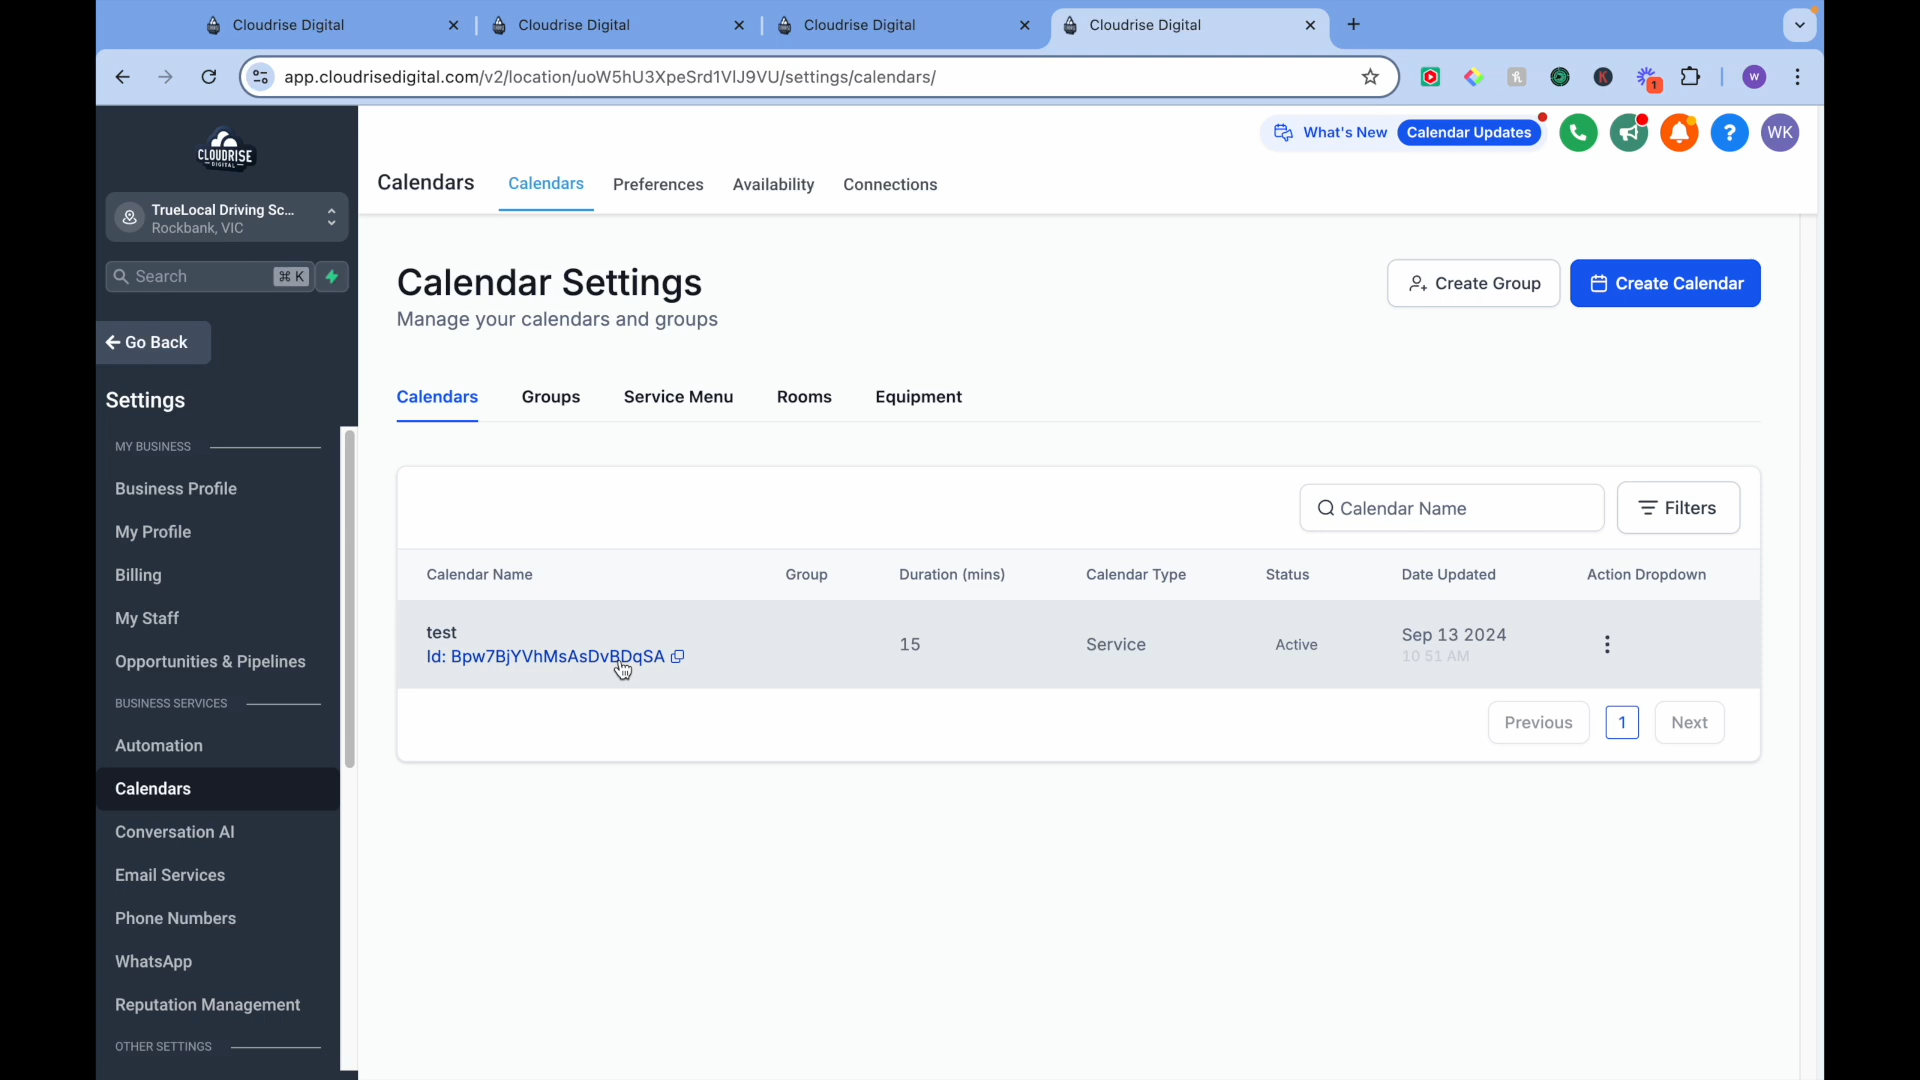 Cloudrise Digital
Cloudrise Digital
Cloudrise Digital
Cloudrise Digital
app.cloudrisedigital.com/v2/location/uoW5hU3XpeSrd1VIJ9VU/settings/calendars/
K
1
W
CLOUDRISE
DIGITAL
What's New
Calendar Updates
?
WK
TrueLocal Driving Sc...
Rockbank, VIC
Calendars
Calendars
Preferences
Availability
Connections
Search
⌘ K
Calendar Settings
Manage your calendars and groups
Create Group
Create Calendar
Go Back
Settings
Calendars
Groups
Service Menu
Rooms
Equipment
MY BUSINESS
Business Profile
My Profile
Billing
My Staff
Opportunities & Pipelines
BUSINESS SERVICES
Automation
Calendars
Conversation AI
Email Services
Phone Numbers
WhatsApp
Reputation Management
OTHER SETTINGS
Calendar Name
Filters
Calendar Name
Group
Duration (mins)
Calendar Type
Status
Date Updated
Action Dropdown
test
Id: Bpw7BjYVhMsAsDvBDqSA
15
Service
Active
Sep 13 2024
10 51 AM
Previous
1
Next